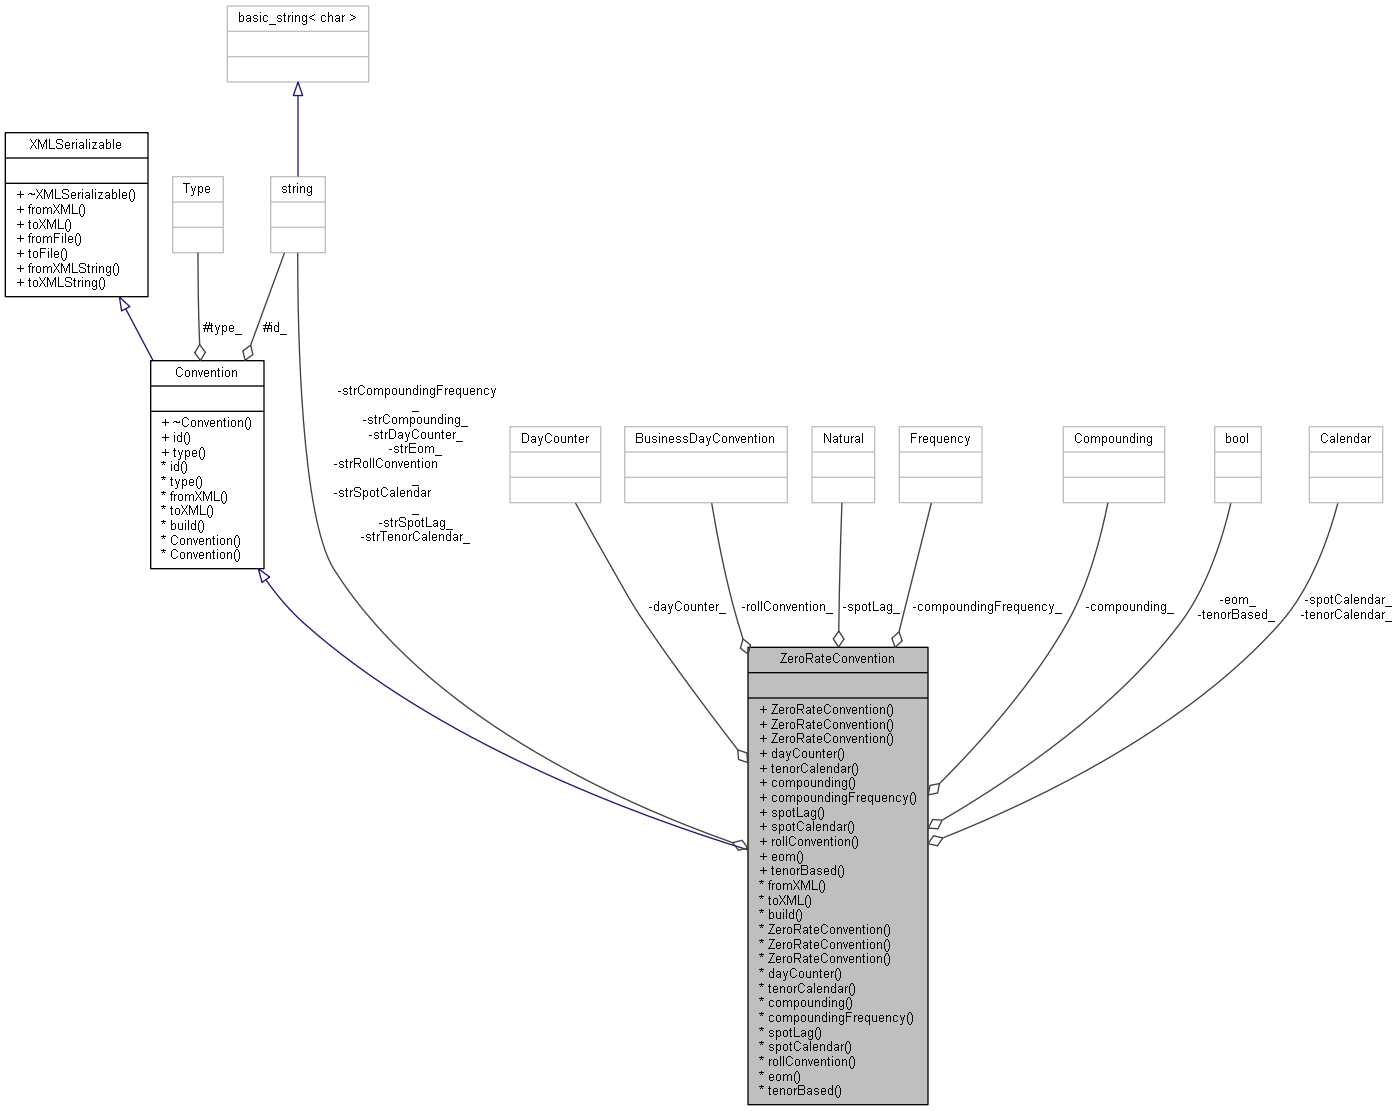 basic_string< char >
XMLSerializable
+ ~XMLSerializable()
+ fromXML()
+ toXML()
+ fromFile()
+ toFile()
+ fromXMLString()
+ toXMLString()
Type
string
#type_
#id_
Convention
+ ~Convention()
+ id()
+ type()
* id()
* type()
* fromXML()
* toXML()
* build()
* Convention()
* Convention()
-strCompoundingFrequency
_
-strCompounding_
-strDayCounter_
-strEom_
-strRollConvention
_
-strSpotCalendar
_
-strSpotLag_
-strTenorCalendar_
DayCounter
BusinessDayConvention
Natural
Frequency
Compounding
bool
Calendar
-dayCounter_
-rollConvention_
-spotLag_
-compoundingFrequency_
-compounding_
-eom_
-tenorBased_
-spotCalendar_
-tenorCalendar_
ZeroRateConvention
+ ZeroRateConvention()
+ ZeroRateConvention()
+ ZeroRateConvention()
+ dayCounter()
+ tenorCalendar()
+ compounding()
+ compoundingFrequency()
+ spotLag()
+ spotCalendar()
+ rollConvention()
+ eom()
+ tenorBased()
* fromXML()
* toXML()
* build()
* ZeroRateConvention()
* ZeroRateConvention()
* ZeroRateConvention()
* dayCounter()
* tenorCalendar()
* compounding()
* compoundingFrequency()
* spotLag()
* spotCalendar()
* rollConvention()
* eom()
* tenorBased()